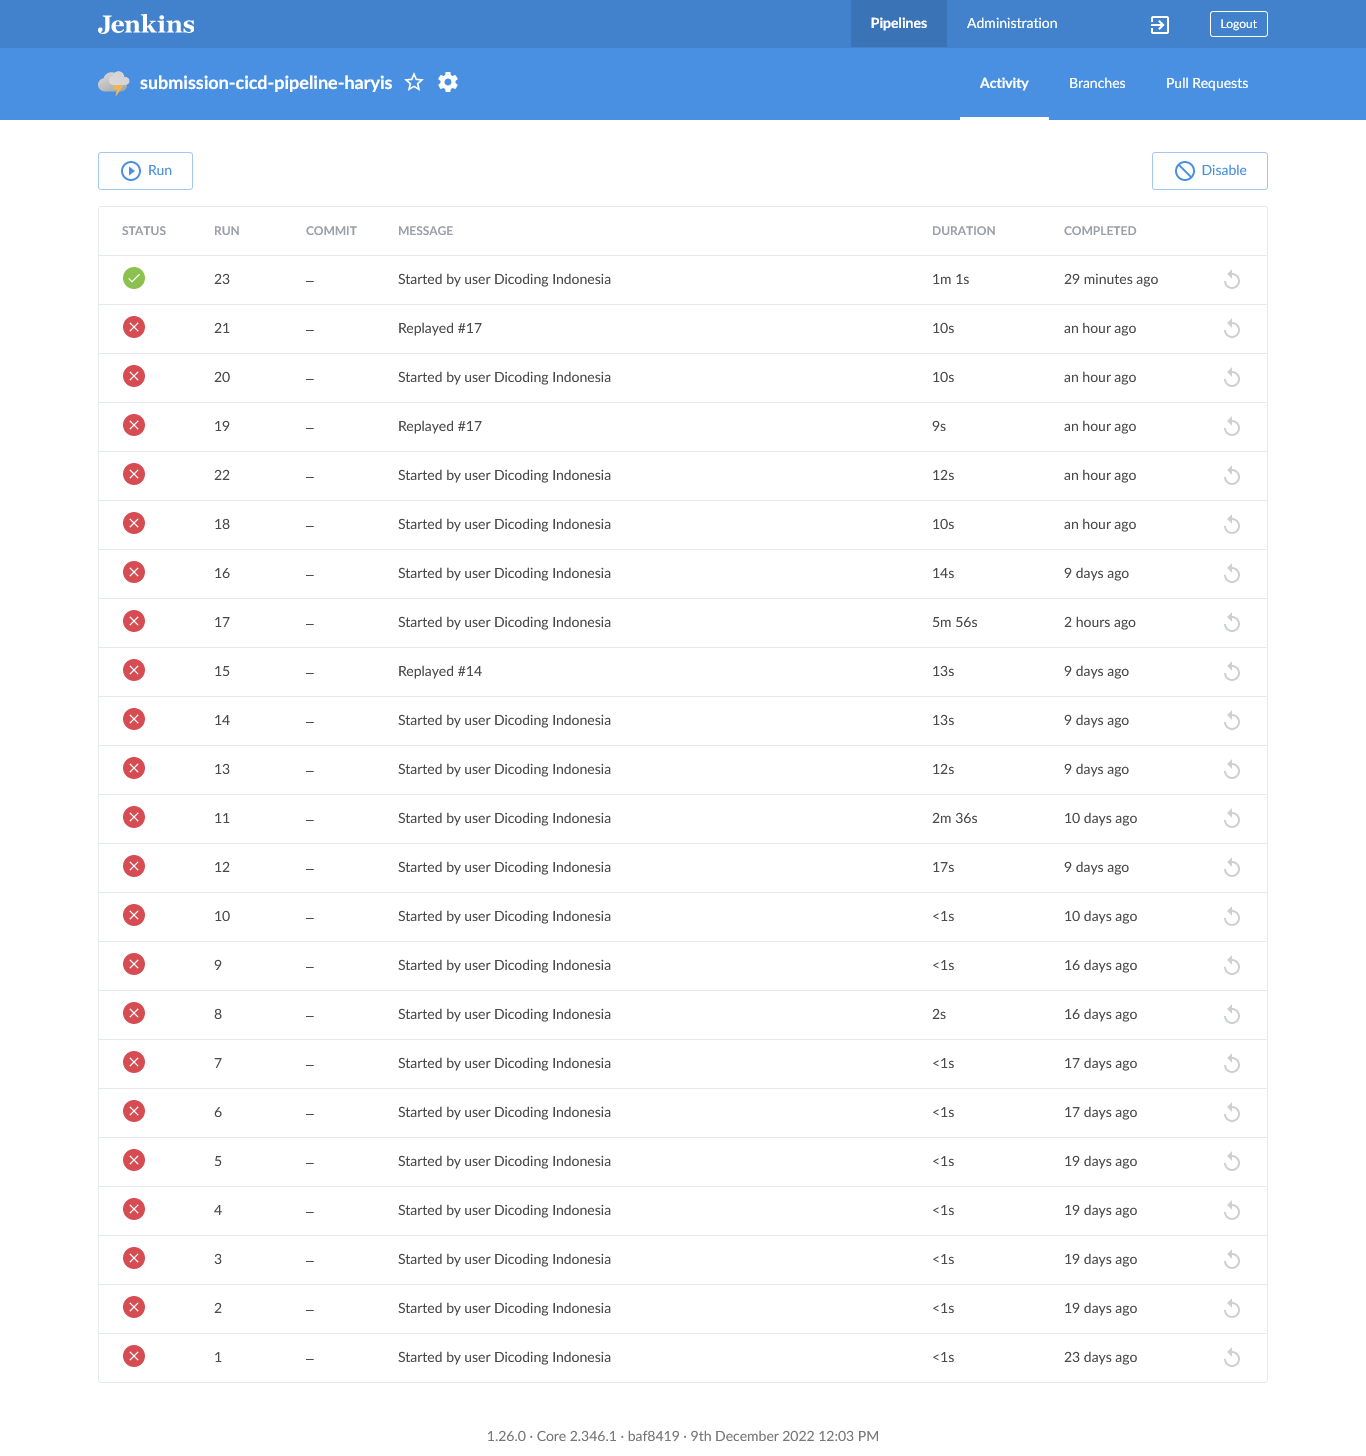 Jenkins Pipelines Administration Logout
submission-cicd-pipeline-haryis Activity Branches Pull Requests
Run Disable
STATUS RUN COMMIT MESSAGE DURATION COMPLETED
23 – Started by user Dicoding Indonesia 1m 1s 29 minutes ago
21 – Replayed #17 10s an hour ago
20 – Started by user Dicoding Indonesia 10s an hour ago
19 – Replayed #17 9s an hour ago
22 – Started by user Dicoding Indonesia 12s an hour ago
18 – Started by user Dicoding Indonesia 10s an hour ago
16 – Started by user Dicoding Indonesia 14s 9 days ago
17 – Started by user Dicoding Indonesia 5m 56s 2 hours ago
15 – Replayed #14 13s 9 days ago
14 – Started by user Dicoding Indonesia 13s 9 days ago
13 – Started by user Dicoding Indonesia 12s 9 days ago
11 – Started by user Dicoding Indonesia 2m 36s 10 days ago
12 – Started by user Dicoding Indonesia 17s 9 days ago
10 – Started by user Dicoding Indonesia <1s 10 days ago
9 – Started by user Dicoding Indonesia <1s 16 days ago
8 – Started by user Dicoding Indonesia 2s 16 days ago
7 – Started by user Dicoding Indonesia <1s 17 days ago
6 – Started by user Dicoding Indonesia <1s 17 days ago
5 – Started by user Dicoding Indonesia <1s 19 days ago
4 – Started by user Dicoding Indonesia <1s 19 days ago
3 – Started by user Dicoding Indonesia <1s 19 days ago
2 – Started by user Dicoding Indonesia <1s 19 days ago
1 – Started by user Dicoding Indonesia <1s 23 days ago
1.26.0 · Core 2.346.1 · baf8419 · 9th December 2022 12:03 PM